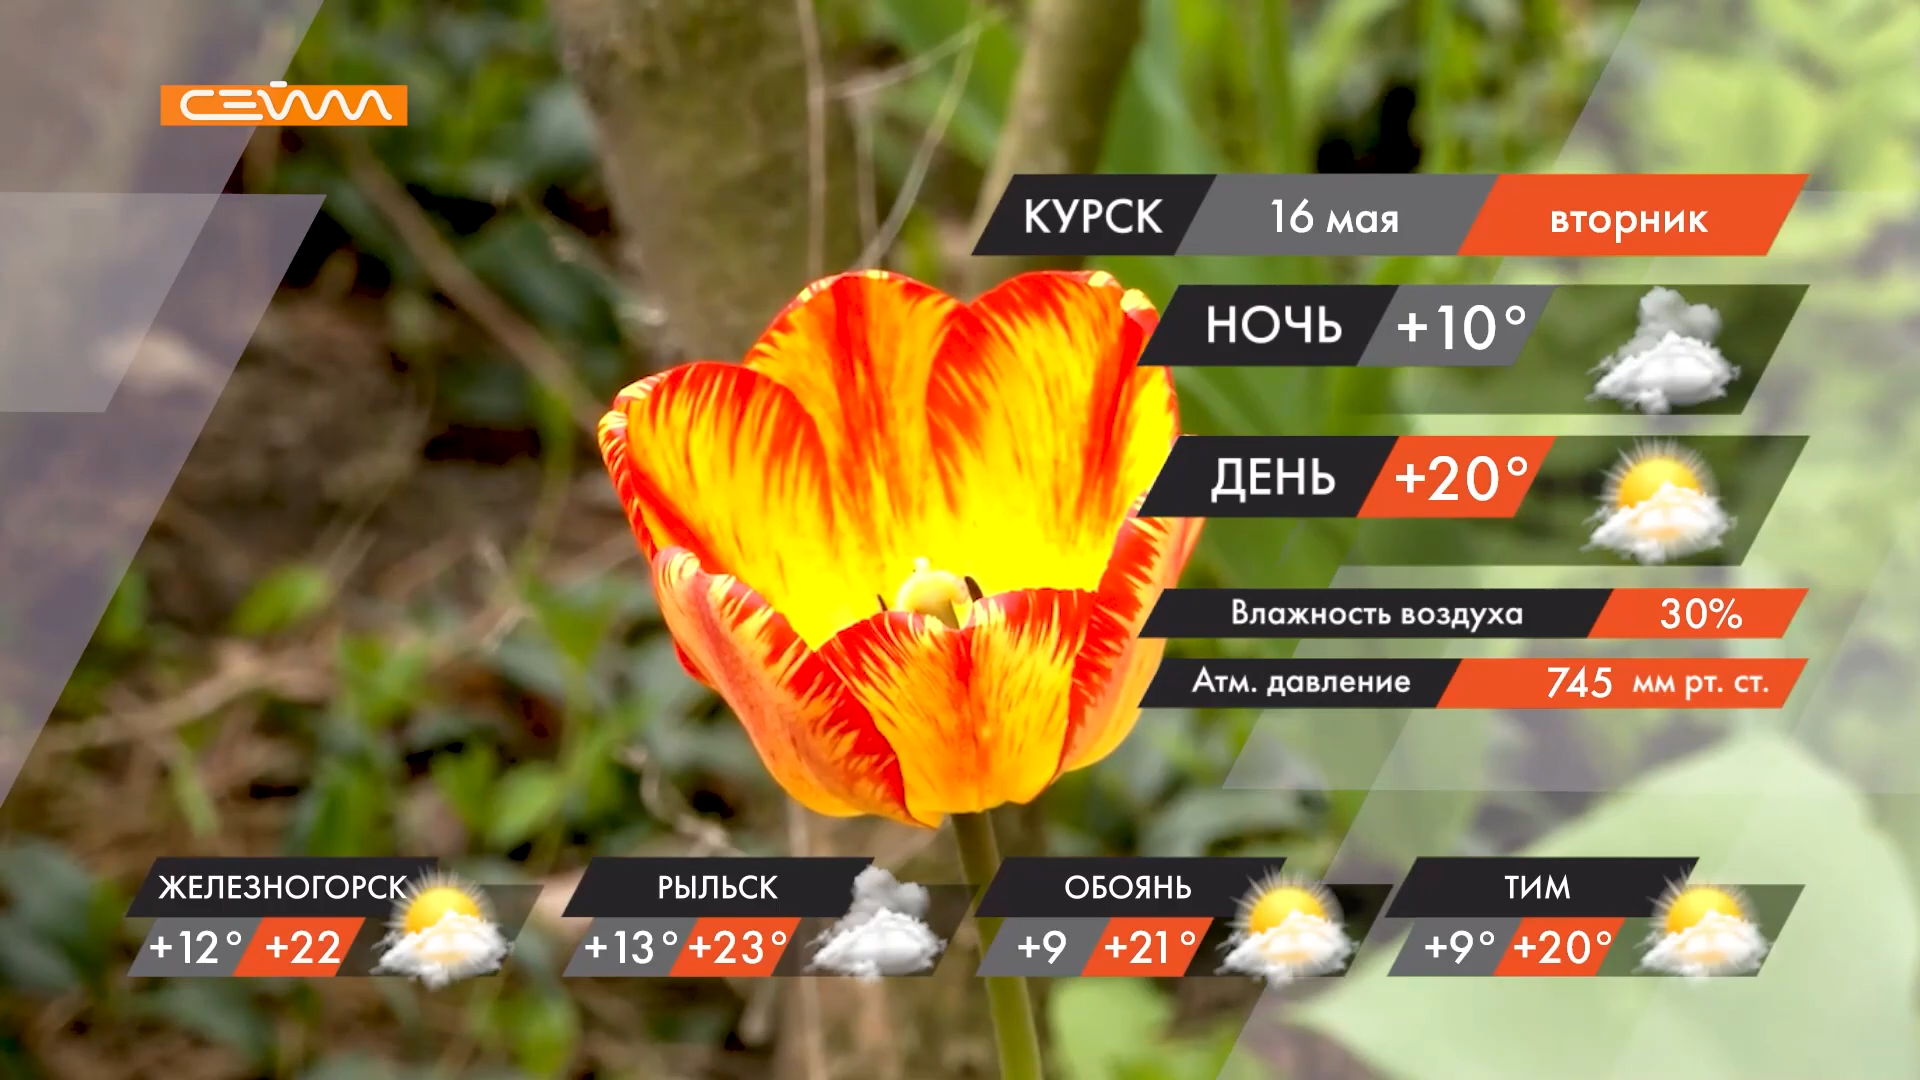 СЕЙМ
КУРСК 16 мая вторник
НОЧЬ +10°
ДЕНЬ +20°
Влажность воздуха 30%
Атм. давление 745 мм рт. ст.
ЖЕЛЕЗНОГОРСК
+12° +22
РЫЛЬСК
+13° +23°
ОБОЯНЬ
+9 +21°
ТИМ
+9° +20°